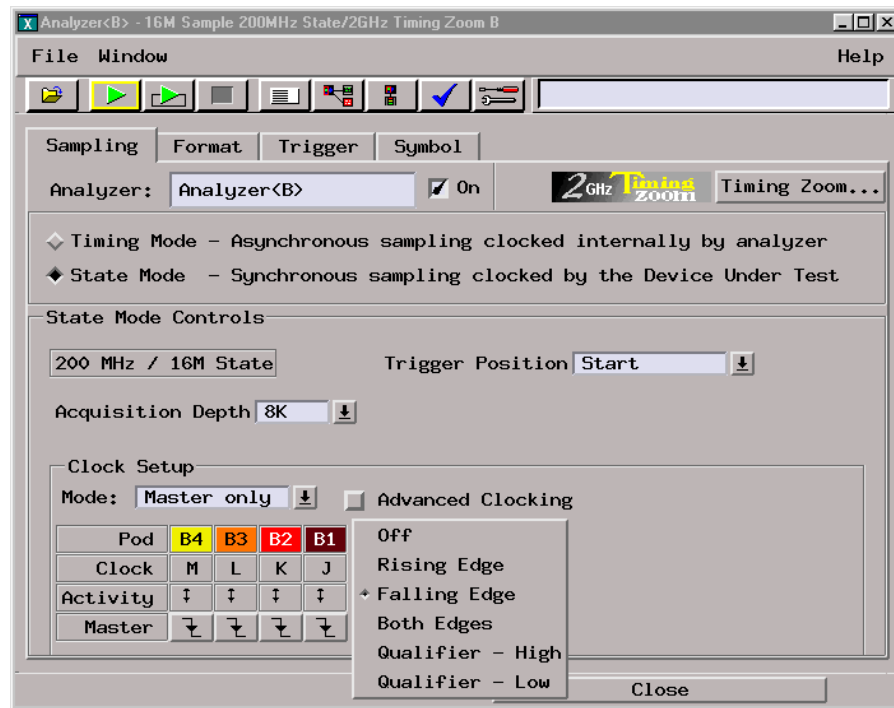 Analyzer<B> - 16M Sample 200MHz State/2GHz Timing Zoom B
File Window Help
Sampling Format Trigger Symbol
Analyzer: Analyzer<B> On 2 GHz Timing zoom Timing Zoom...
Timing Mode - Asynchronous sampling clocked internally by analyzer
State Mode - Synchronous sampling clocked by the Device Under Test
State Mode Controls
200 MHz / 16M State Trigger Position Start
Acquisition Depth 8K
Clock Setup
Mode: Master only Advanced Clocking
Pod B4 B3 B2 B1
Clock M L K J
Activity
Master
Off
Rising Edge
Falling Edge
Both Edges
Qualifier - High
Qualifier - Low
Close